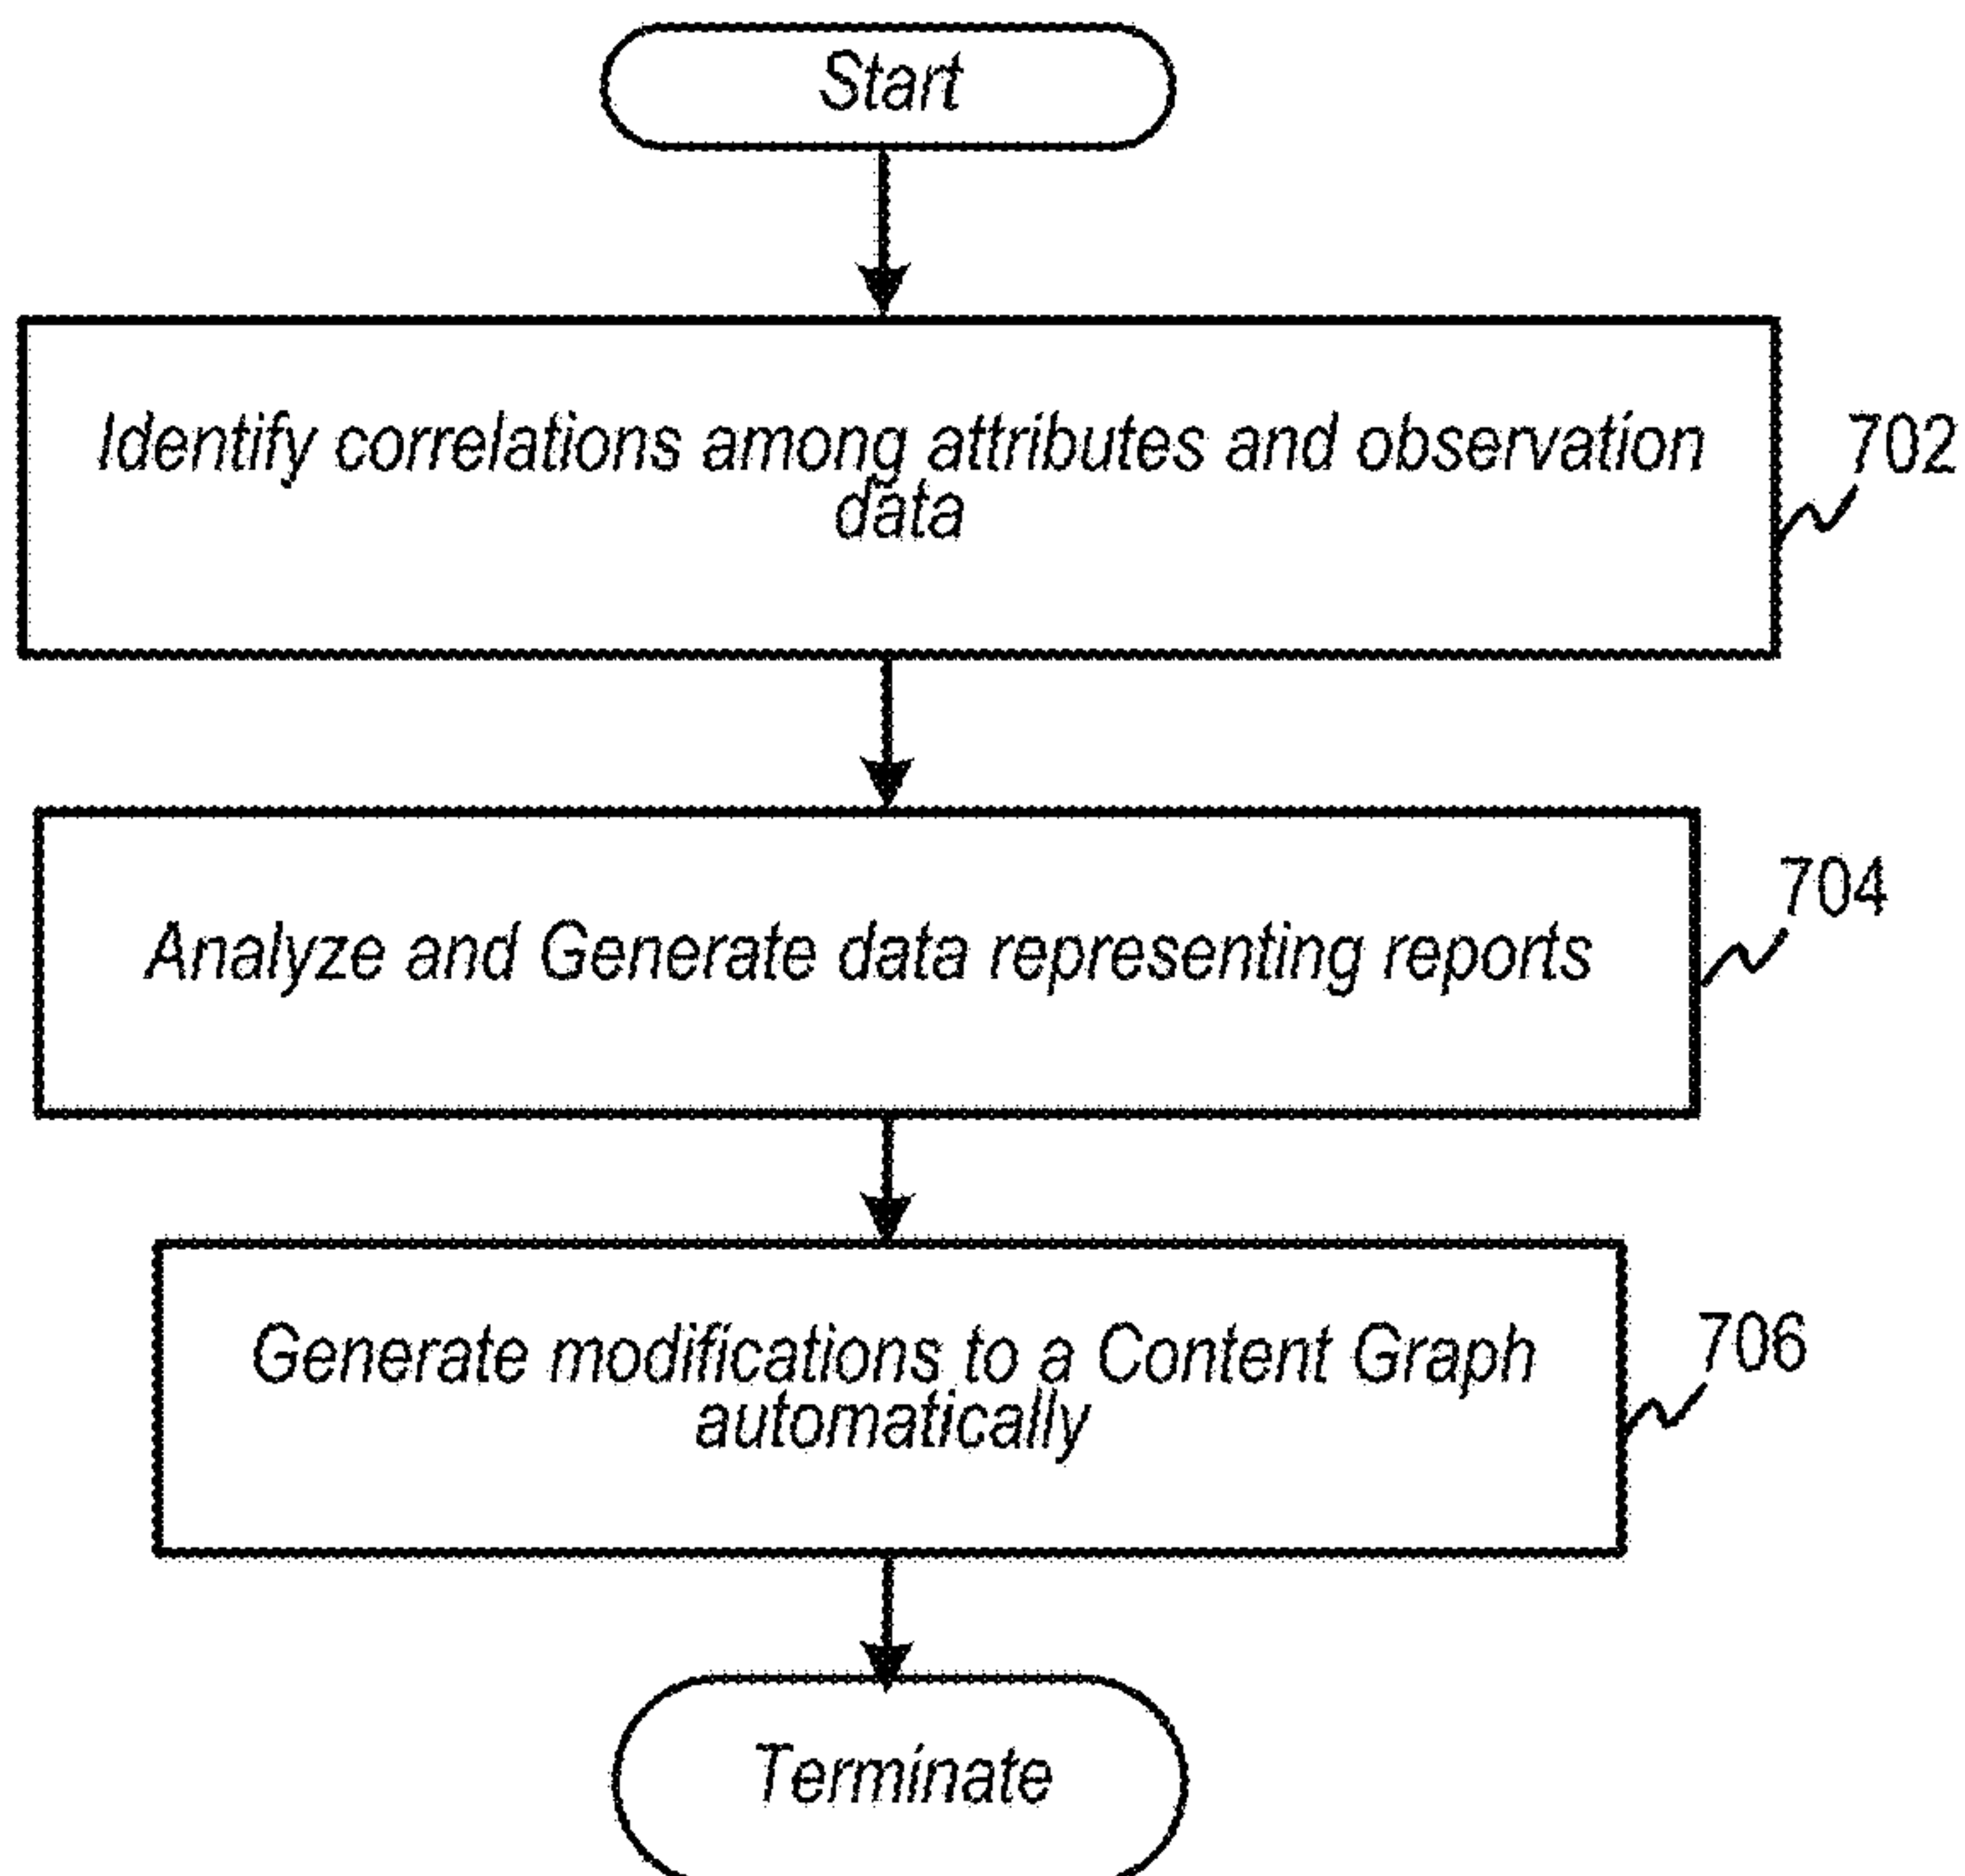 Start
Identify correlations among attributes and observation
data
702
Analyze and Generate data representing reports
704
Generate modifications to a Content Graph
automatically
706
Terminate